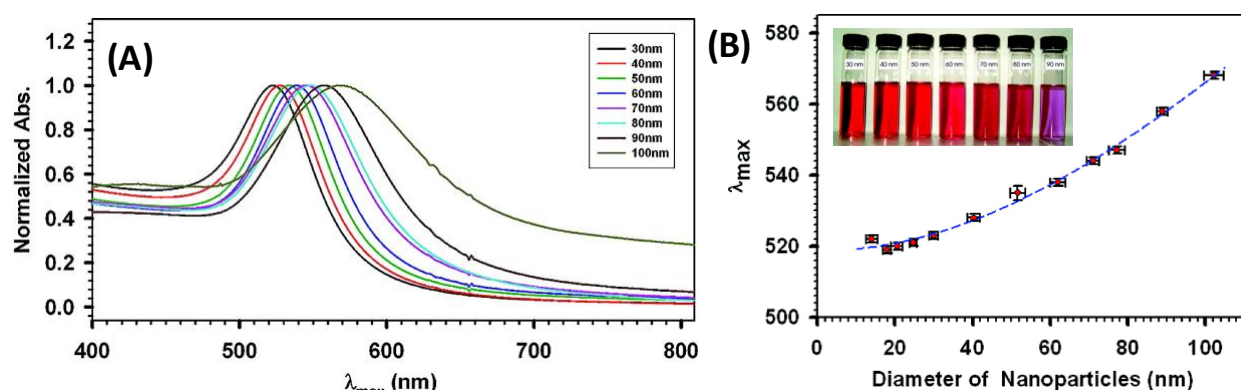 (A)
Normalized Abs.
1.2
1.0
0.8
0.6
0.4
0.2
0.0
400 500 600 700 800
λmax (nm)
30nm
40nm
50nm
60nm
70nm
80nm
90nm
100nm
(B)
λmax
580
560
540
520
500
0 20 40 60 80 100
Diameter of Nanoparticles (nm)
30 nm 40 nm 50 nm 60 nm 70 nm 80 nm 90 nm